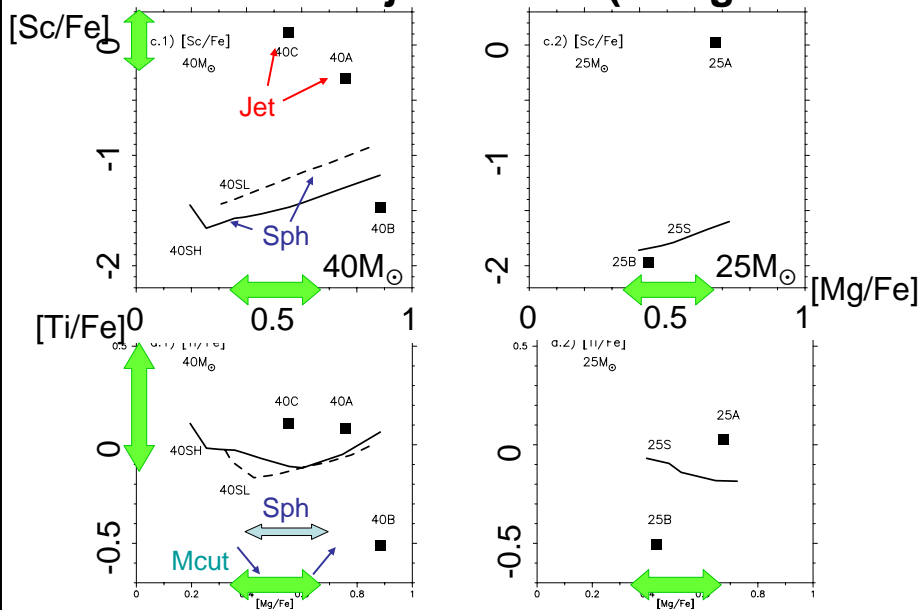 [Sc/Fe]
0
c.1) [Sc/Fe]
40M⊙
40C
40A
Jet
-1
40SL
Sph
40SH
40B
-2
40M⊙
0
0.5
1
0
c.2) [Sc/Fe]
25M⊙
25A
-1
25S
25B
-2
25M⊙
[Mg/Fe]
0
0.5
1
[Ti/Fe]
0.5
40M⊙
40C
40A
0
40SH
40SL
Sph
40B
-0.5
Mcut
0
0.2
0.6
0.8
1
[Mg/Fe]
0.5
d.2) [Ti/Fe]
25M⊙
25A
0
25S
25B
-0.5
0
0.2
0.8
1
[Mg/Fe]